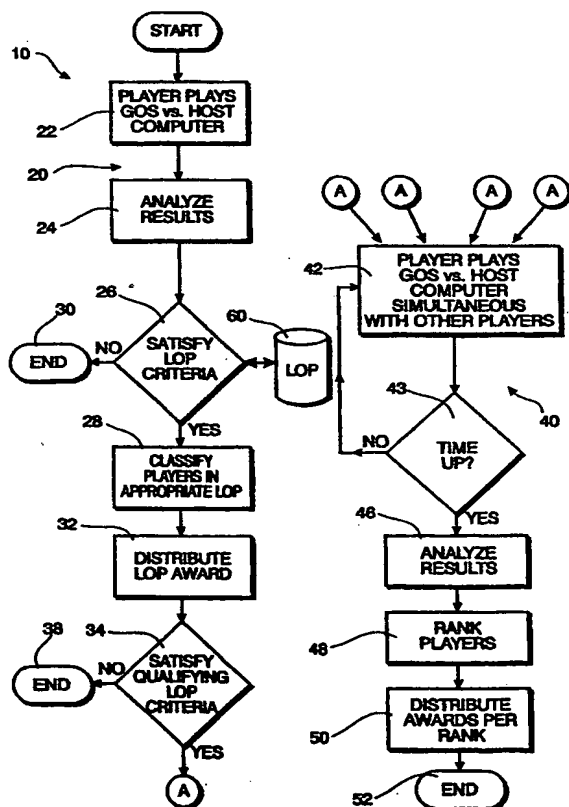 START
10
PLAYER PLAYS
GOS vs. HOST
COMPUTER
22
20
ANALYZE
RESULTS
24
26
30
END
NO
SATISFY
LOP
CRITERIA
60
LOP
YES
28
CLASSIFY
PLAYERS IN
APPROPRIATE LOP
32
DISTRIBUTE
LOP AWARD
34
38
END
NO
SATISFY
QUALIFYING
LOP
CRITERIA
YES
A
A
A
A
A
42
PLAYER PLAYS
GOS vs. HOST
COMPUTER
SIMULTANEOUS
WITH OTHER PLAYERS
43
40
NO
TIME
UP?
YES
46
ANALYZE
RESULTS
48
RANK
PLAYERS
50
DISTRIBUTE
AWARDS PER
RANK
52
END